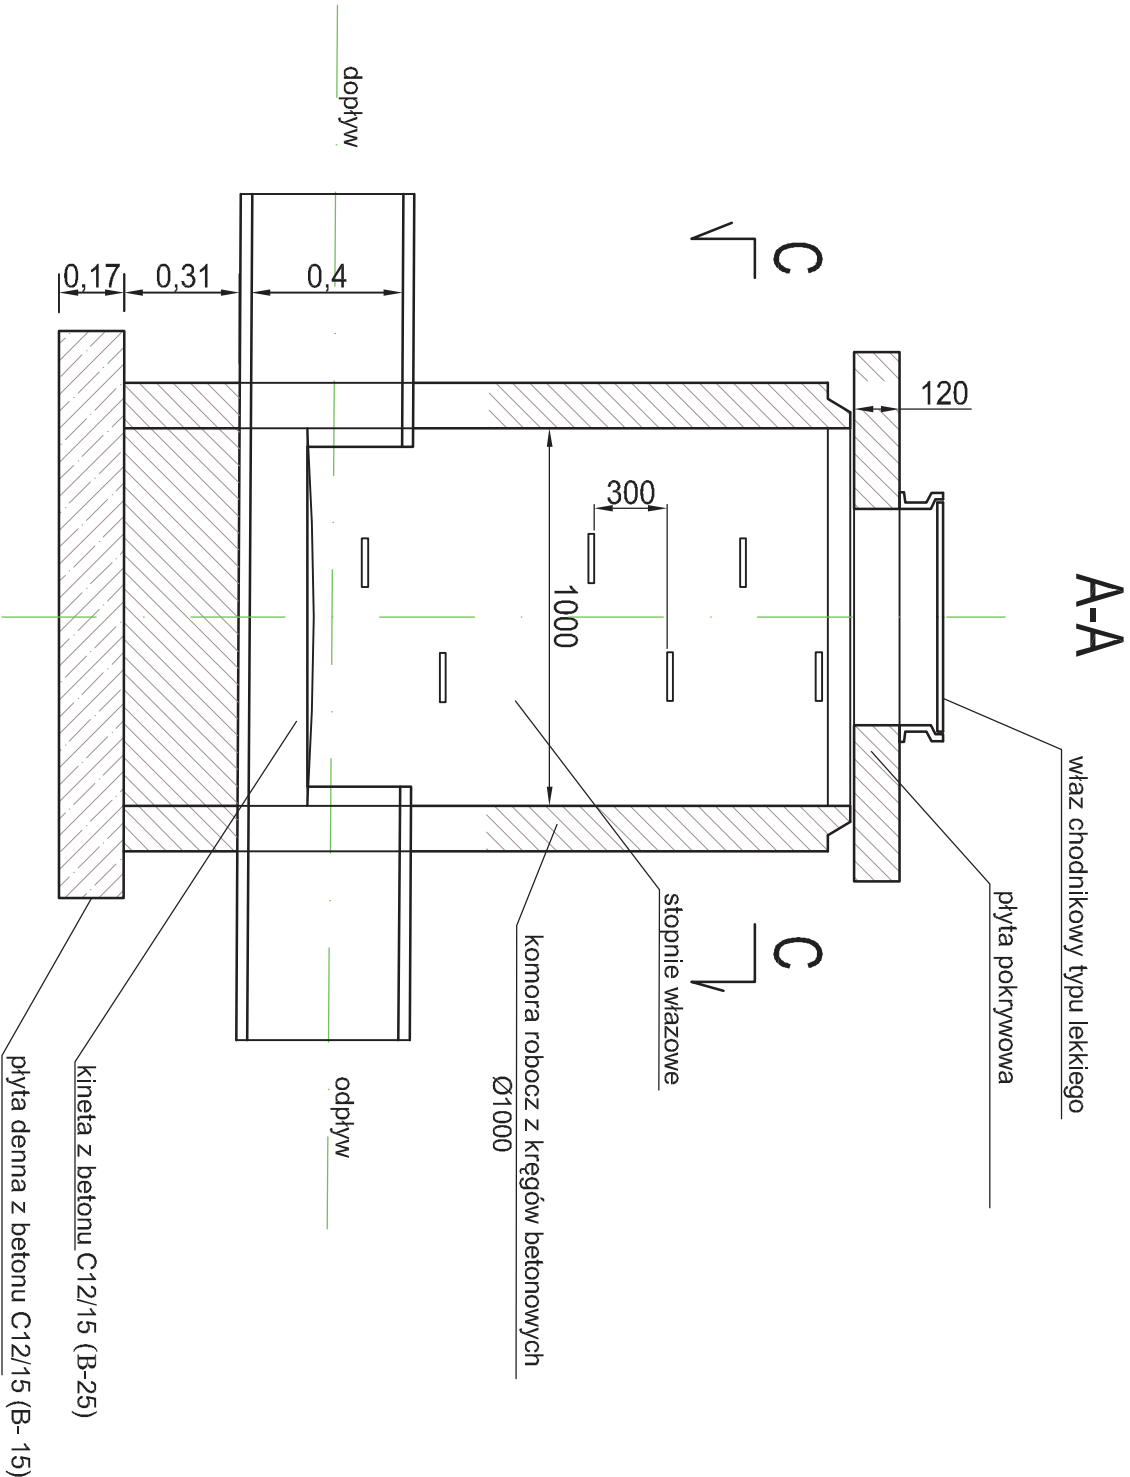 A-A
C
C
właz chodnikowy typu lekkiego
płyta pokrywowa
120
stopnie włazowe
300
komora robocz z kręgów betonowych
Ø1000
1000
dopływ
odpływ
0,4
0,31
0,17
kineta z betonu C12/15 (B-25)
płyta denna z betonu C12/15 (B- 15)